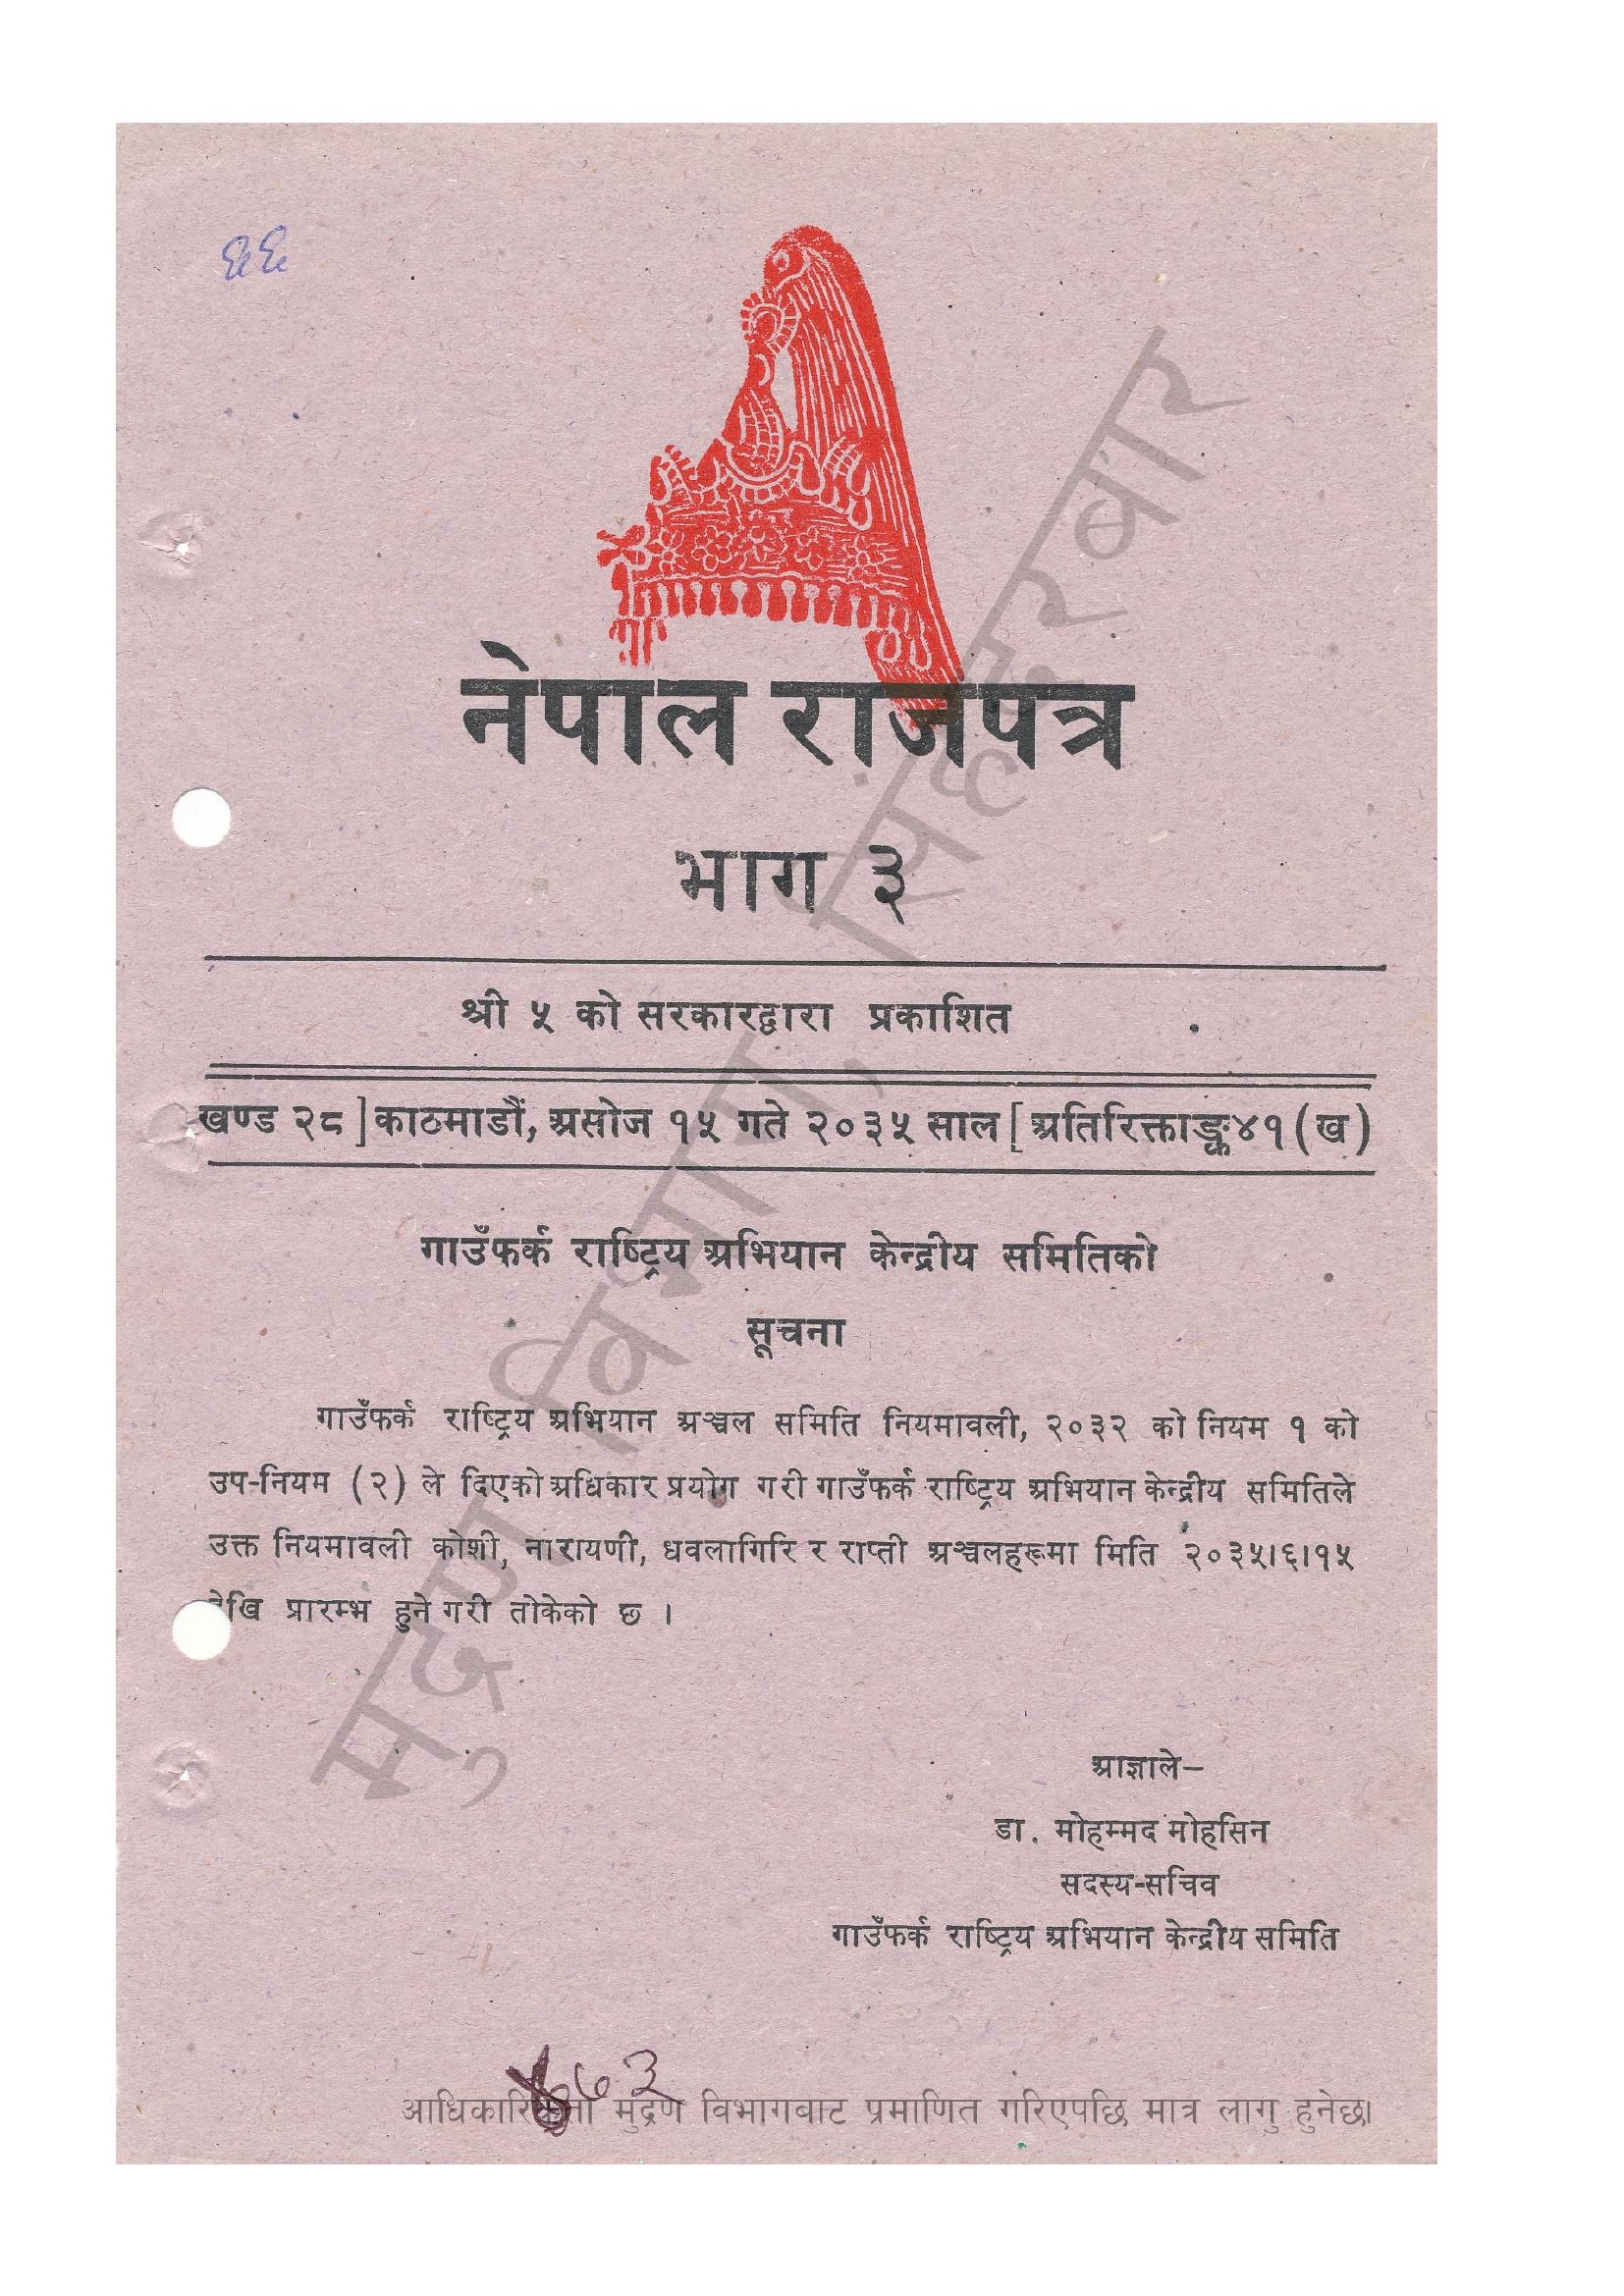 ९९
नेपाल राजपत्र
भाग ३
श्री ५ को सरकारद्वारा प्रकाशित
खण्ड २८] काठमाडौं, असोज १५ गते २०३५ साल [ अतिरिक्ताङ्क ४१ (ख)
गाउँफर्क राष्ट्रिय अभियान केन्द्रीय समितिको
सूचना
गाउँफर्क राष्ट्रिय अभियान अञ्चल समिति नियमावली, २०३२ को नियम १ को
उप-नियम (२) ले दिएको अधिकार प्रयोग गरी गाउँफर्क राष्ट्रिय अभियान केन्द्रीय समितिले
उक्त नियमावली कोशी, नारायणी, धवलागिरि र राप्ती अञ्चलहरूमा मिति २०३५।६।१५
देखि प्रारम्भ हुने गरी तोकेको छ ।
आज्ञाले–
डा. मोहम्मद मोहसिन
सदस्य-सचिव
गाउँफर्क राष्ट्रिय अभियान केन्द्रीय समिति
आधिकारिकता मुद्रण विभागबाट प्रमाणित गरिएपछि मात्र लागु हुनेछ।
मुद्रण विभाग, सिंहदरबार